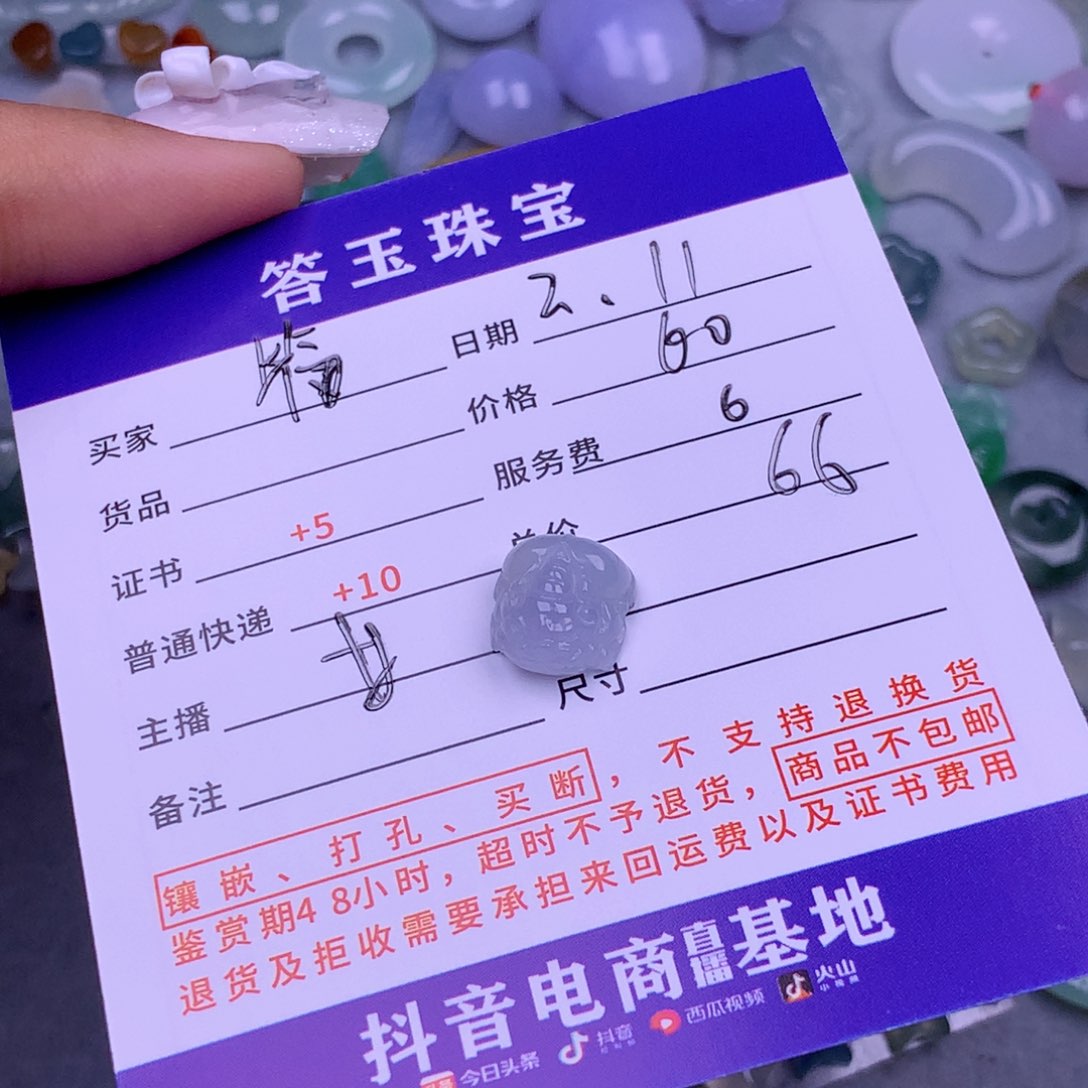 答玉珠宝
买家 日期 2.11
货品 价格 60
证书 +5 服务费 6
普通快递 +10 总价 66
主播
备注 尺寸
镶嵌、打孔、买断，不支持退换货
鉴赏期48小时，超时不予退货，商品不包邮
退货及拒收需要承担来回运费以及证书费用
抖音电商直播基地
今日头条 抖音 西瓜视频 火山